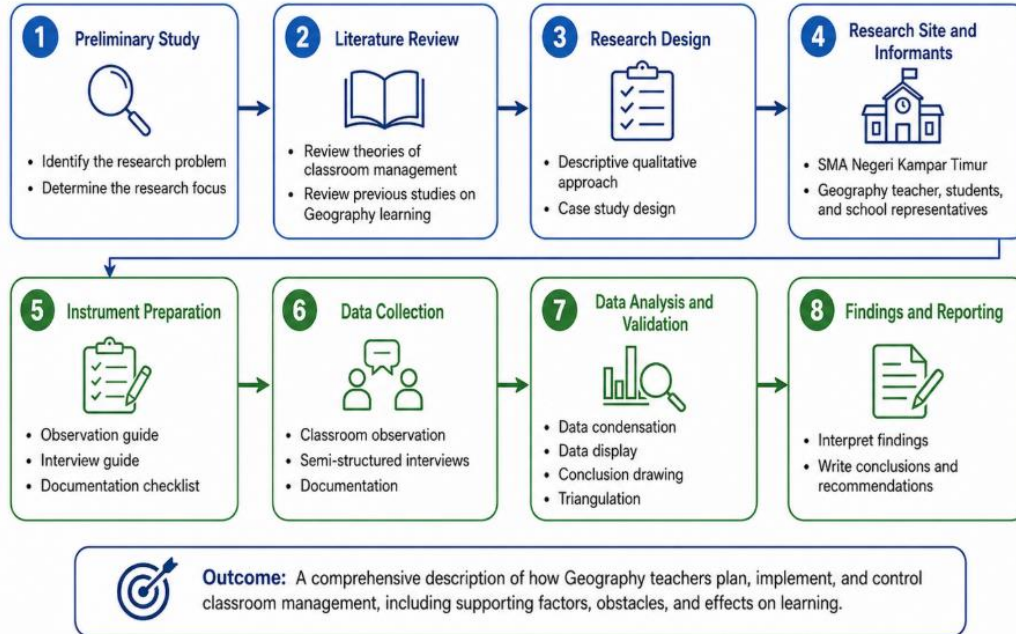 1 Preliminary Study
• Identify the research problem
• Determine the research focus
2 Literature Review
• Review theories of
classroom management
• Review previous studies on
Geography learning
3 Research Design
• Descriptive qualitative
approach
• Case study design
4 Research Site and
Informants
• SMA Negeri Kampar Timur
• Geography teacher, students,
and school representatives
5 Instrument Preparation
• Observation guide
• Interview guide
• Documentation checklist
6 Data Collection
• Classroom observation
• Semi-structured interviews
• Documentation
7 Data Analysis and
Validation
• Data condensation
• Data display
• Conclusion drawing
• Triangulation
8 Findings and Reporting
• Interpret findings
• Write conclusions and
recommendations
Outcome: A comprehensive description of how Geography teachers plan, implement, and control
classroom management, including supporting factors, obstacles, and effects on learning.